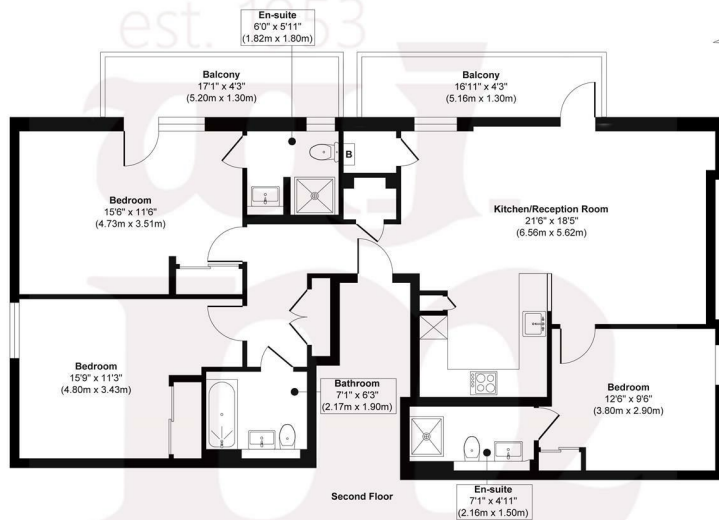 est. 1853
En-suite
6'0" x 5'11"
(1.82m x 1.80m)
Balcony
17'1" x 4'3"
(5.20m x 1.30m)
Balcony
16'11" x 4'3"
(5.16m x 1.30m)
B
Bedroom
15'6" x 11'6"
(4.73m x 3.51m)
Kitchen/Reception Room
21'6" x 18'5"
(6.56m x 5.62m)
Bedroom
15'9" x 11'3"
(4.80m x 3.43m)
Bathroom
7'1" x 6'3"
(2.17m x 1.90m)
Bedroom
12'6" x 9'6"
(3.80m x 2.90m)
Second Floor
En-suite
7'1" x 4'11"
(2.16m x 1.50m)